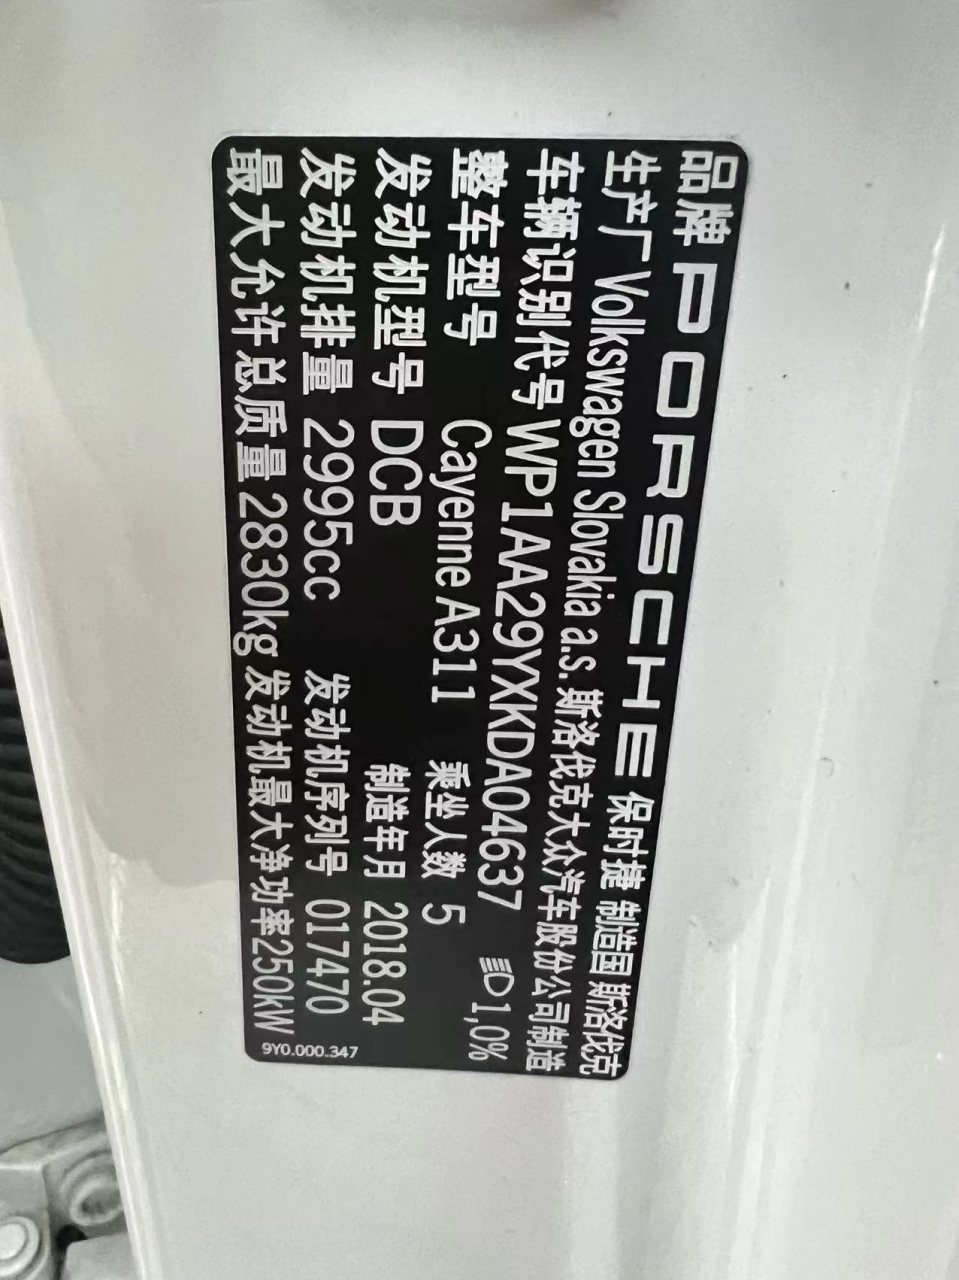 品牌 PORSCHE 保时捷 制造国 斯洛伐克
生产厂 Volkswagen Slovakia a.s. 斯洛伐克大众汽车股份公司制造
车辆识别代号 WP1AA29YXKDA04637 1,0%
整车型号 Cayenne A311 乘坐人数 5
发动机型号 DCB 制造年月 2018.04
发动机排量 2995cc 发动机序列号 017470
最大允许总质量 2830kg 发动机最大净功率250kW
9Y0.000.347